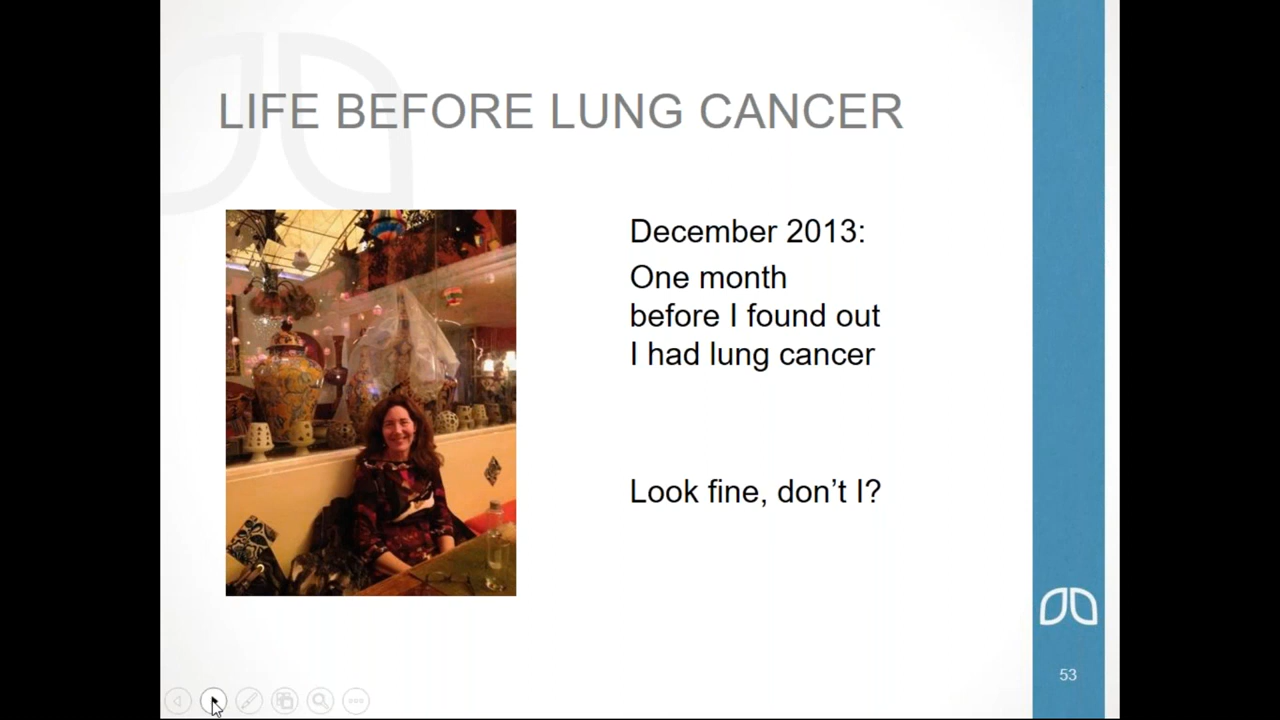 LIFE BEFORE LUNG CANCER
December 2013:
One month
before I found out
I had lung cancer
Look fine, don’t I?
53